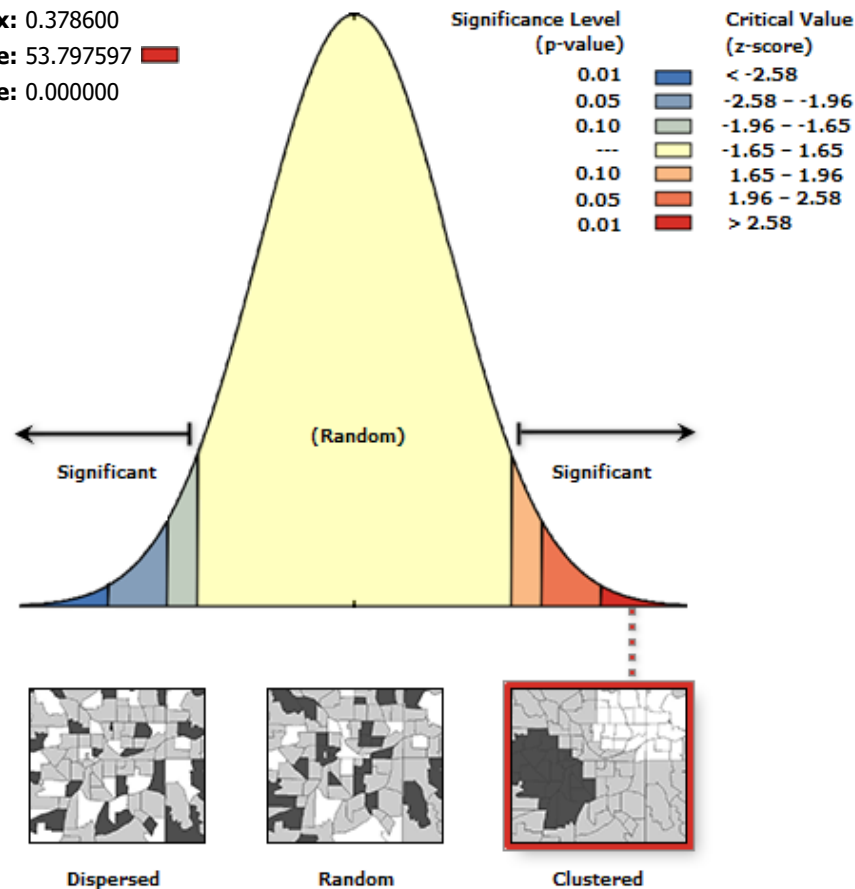 x: 0.378600
e: 53.797597
e: 0.000000
Significance Level
(p-value)
Critical Value
(z-score)
0.01 < -2.58
0.05 -2.58 – -1.96
0.10 -1.96 – -1.65
--- -1.65 – 1.65
0.10 1.65 – 1.96
0.05 1.96 – 2.58
0.01 > 2.58
(Random)
Significant
Significant
Dispersed
Random
Clustered